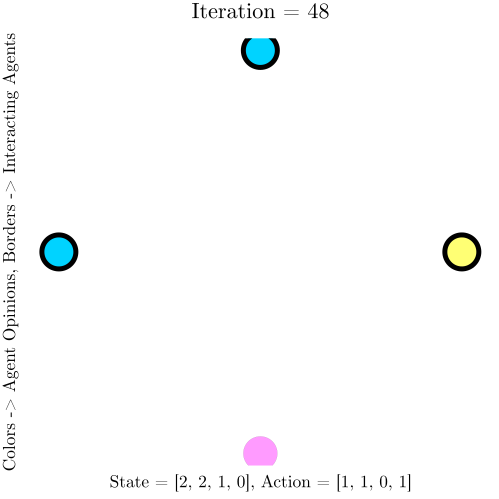 Iteration = 48
Colors -> Agent Opinions, Borders -> Interacting Agents
State = [2, 2, 1, 0], Action = [1, 1, 0, 1]